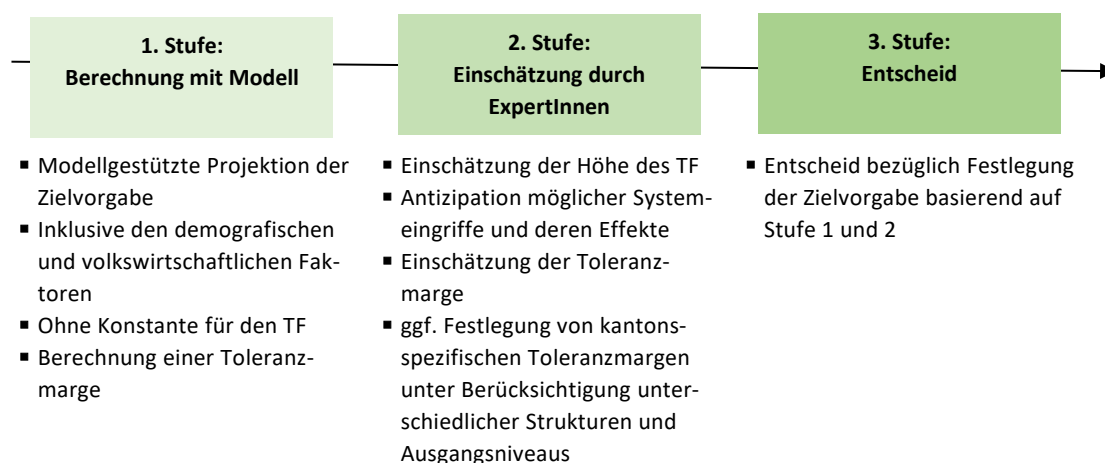 1. Stufe:
Berechnung mit Modell
▪ Modellgestützte Projektion der
Zielvorgabe
▪ Inklusive den demografischen
und volkswirtschaftlichen Fak-
toren
▪ Ohne Konstante für den TF
▪ Berechnung einer Toleranz-
marge
2. Stufe:
Einschätzung durch
ExpertInnen
▪ Einschätzung der Höhe des TF
▪ Antizipation möglicher System-
eingriffe und deren Effekte
▪ Einschätzung der Toleranz-
marge
▪ ggf. Festlegung von kantons-
spezifischen Toleranzmargen
unter Berücksichtigung unter-
schiedlicher Strukturen und
Ausgangsniveaus
3. Stufe:
Entscheid
▪ Entscheid bezüglich Festlegung
der Zielvorgabe basierend auf
Stufe 1 und 2